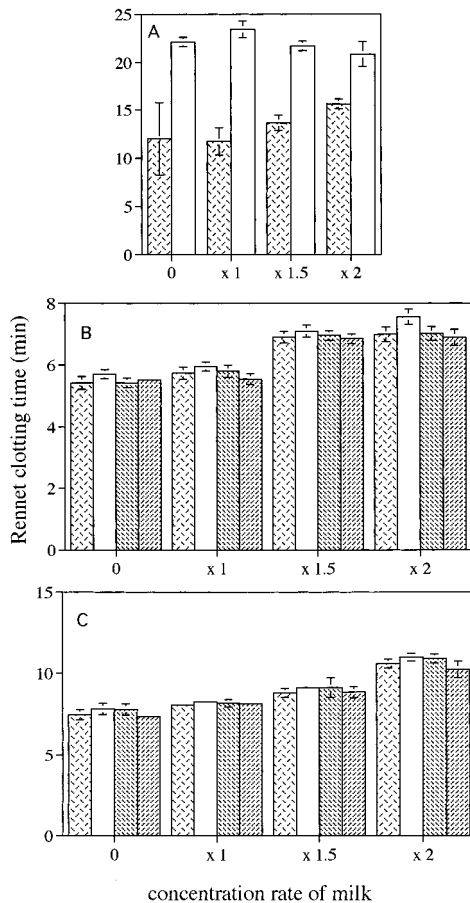 25
A
20
15
10
5
0
0 x 1 x 1.5 x 2
Rennet clotting time (min)
8
B
6
4
2
0
0 x 1 x 1.5 x 2
15
C
10
5
0
0 x 1 x 1.5 x 2
concentration rate of milk